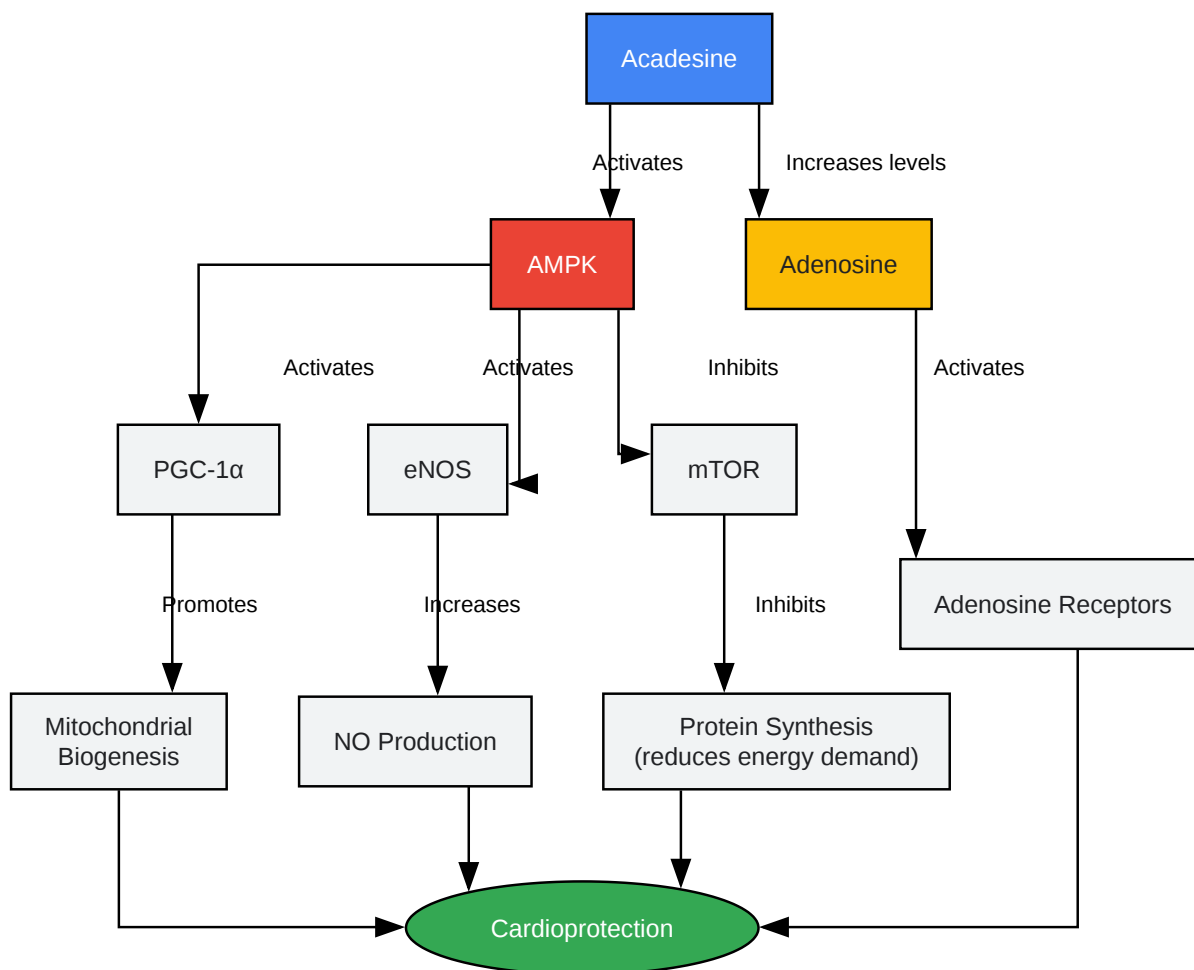 Acadesine
Activates
Increases levels
AMPK
Adenosine
Activates
Activates
Inhibits
Activates
PGC-1α
eNOS
mTOR
Promotes
Increases
Inhibits
Adenosine Receptors
Mitochondrial
Biogenesis
NO Production
Protein Synthesis
(reduces energy demand)
Cardioprotection